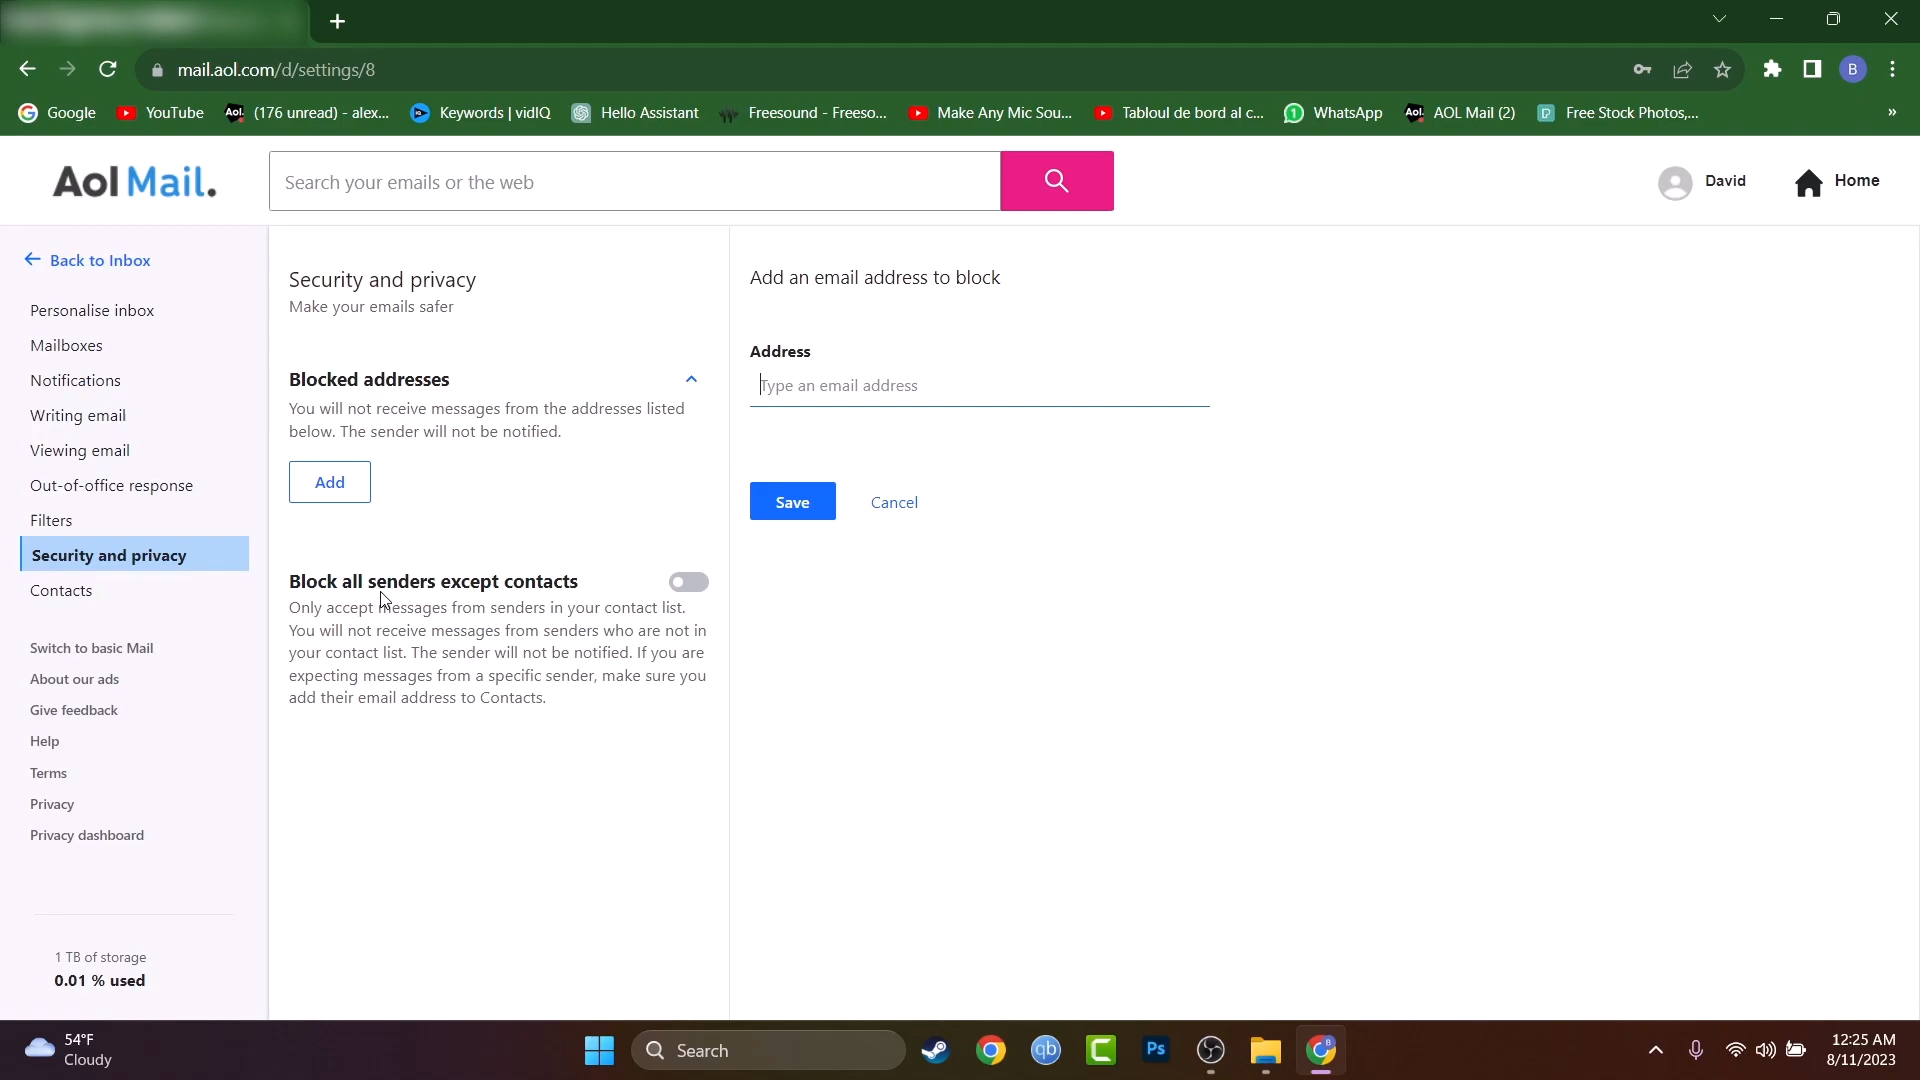 mail.aol.com/d/settings/8
B
Google
YouTube
Aol. (176 unread) - alex...
Keywords | vidIQ
Hello Assistant
Freesound - Freeso...
Make Any Mic Sou...
Tabloul de bord al c...
WhatsApp
Aol. AOL Mail (2)
Free Stock Photos,...
»
Aol Mail.
Search your emails or the web
David
Home
Back to Inbox
Personalise inbox
Mailboxes
Notifications
Writing email
Viewing email
Out-of-office response
Filters
Security and privacy
Contacts
Switch to basic Mail
About our ads
Give feedback
Help
Terms
Privacy
Privacy dashboard
1 TB of storage
0.01 % used
Security and privacy
Make your emails safer
Blocked addresses
You will not receive messages from the addresses listed
below. The sender will not be notified.
Add
Block all senders except contacts
Only accept messages from senders in your contact list.
You will not receive messages from senders who are not in
your contact list. The sender will not be notified. If you are
expecting messages from a specific sender, make sure you
add their email address to Contacts.
Add an email address to block
Address
Type an email address
Save
Cancel
54°F
Cloudy
Search
qb
Ps
12:25 AM
8/11/2023